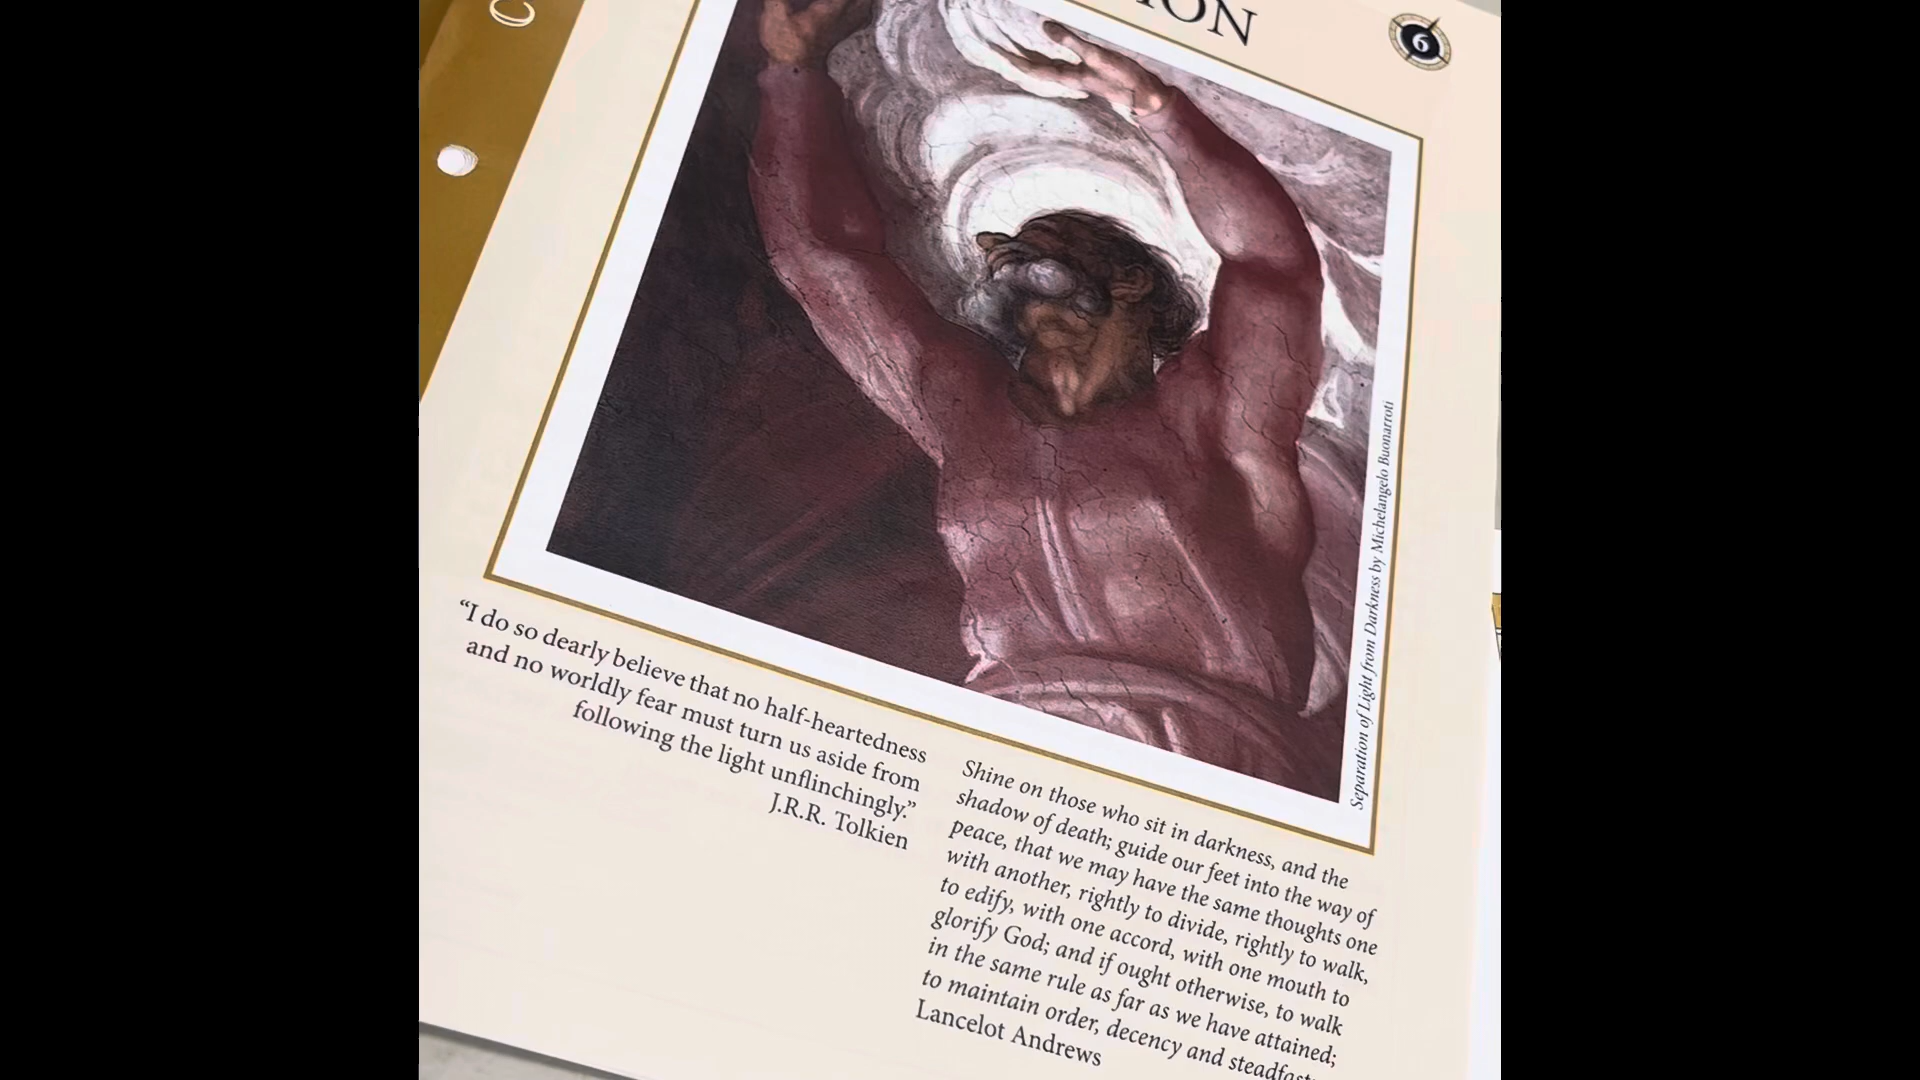 ION
6
Separation of Light from Darkness by Michelangelo Buonarroti
“I do so dearly believe that no half-heartedness
and no worldly fear must turn us aside from
following the light unflinchingly.”
J.R.R. Tolkien
Shine on those who sit in darkness, and the
shadow of death; guide our feet into the way of
peace, that we may have the same thoughts one
with another, rightly to divide, rightly to walk,
to edify, with one accord, with one mouth to
glorify God; and if ought otherwise, to walk
in the same rule as far as we have attained;
to maintain order, decency and steadfast
Lancelot Andrews